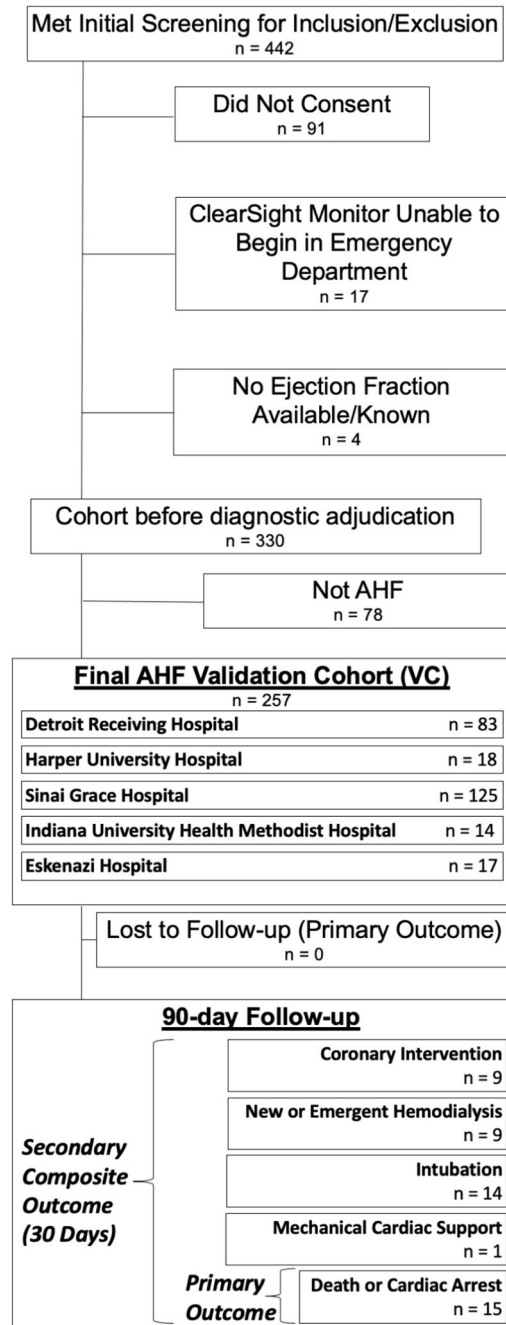 Met Initial Screening for Inclusion/Exclusion
n = 442
Did Not Consent
n = 91
ClearSight Monitor Unable to
Begin in Emergency
Department
n = 17
No Ejection Fraction
Available/Known
n = 4
Cohort before diagnostic adjudication
n = 330
Not AHF
n = 78
Final AHF Validation Cohort (VC)
n = 257
Detroit Receiving Hospital n = 83
Harper University Hospital n = 18
Sinai Grace Hospital n = 125
Indiana University Health Methodist Hospital n = 14
Eskenazi Hospital n = 17
Lost to Follow-up (Primary Outcome)
n = 0
90-day Follow-up
Secondary
Composite
Outcome
(30 Days)
Coronary Intervention
n = 9
New or Emergent Hemodialysis
n = 9
Intubation
n = 14
Mechanical Cardiac Support
n = 1
Primary
Outcome
Death or Cardiac Arrest
n = 15